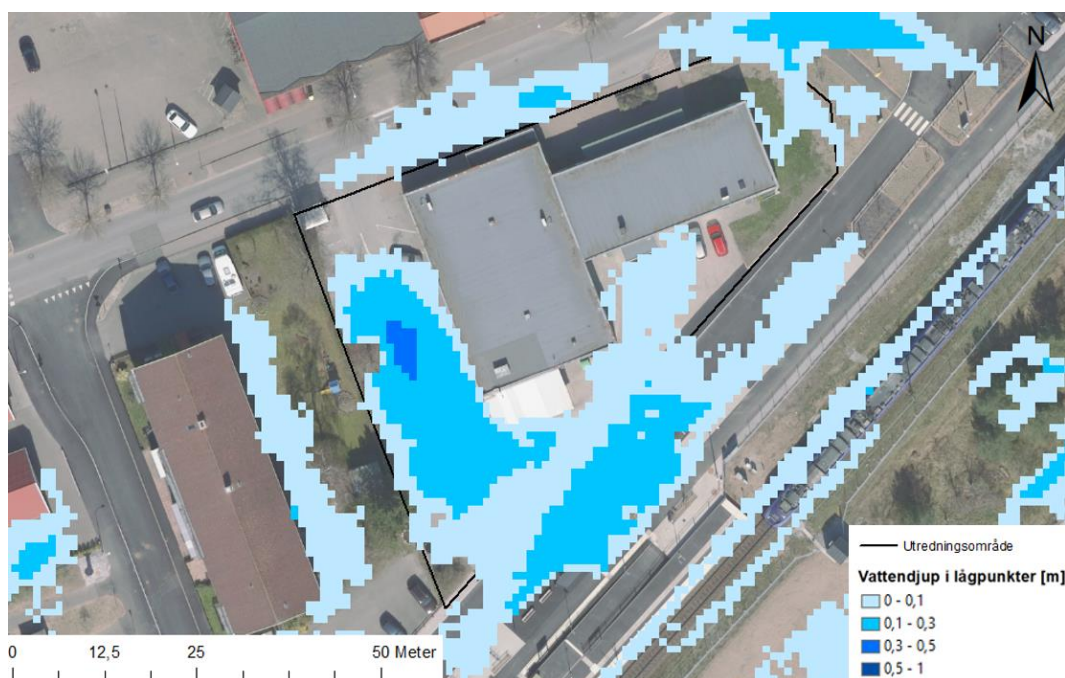 N
Utredningsområde
Vattendjup i lågpunkter [m]
0 - 0,1
0,1 - 0,3
0,3 - 0,5
0,5 - 1
0 12,5 25 50 Meter